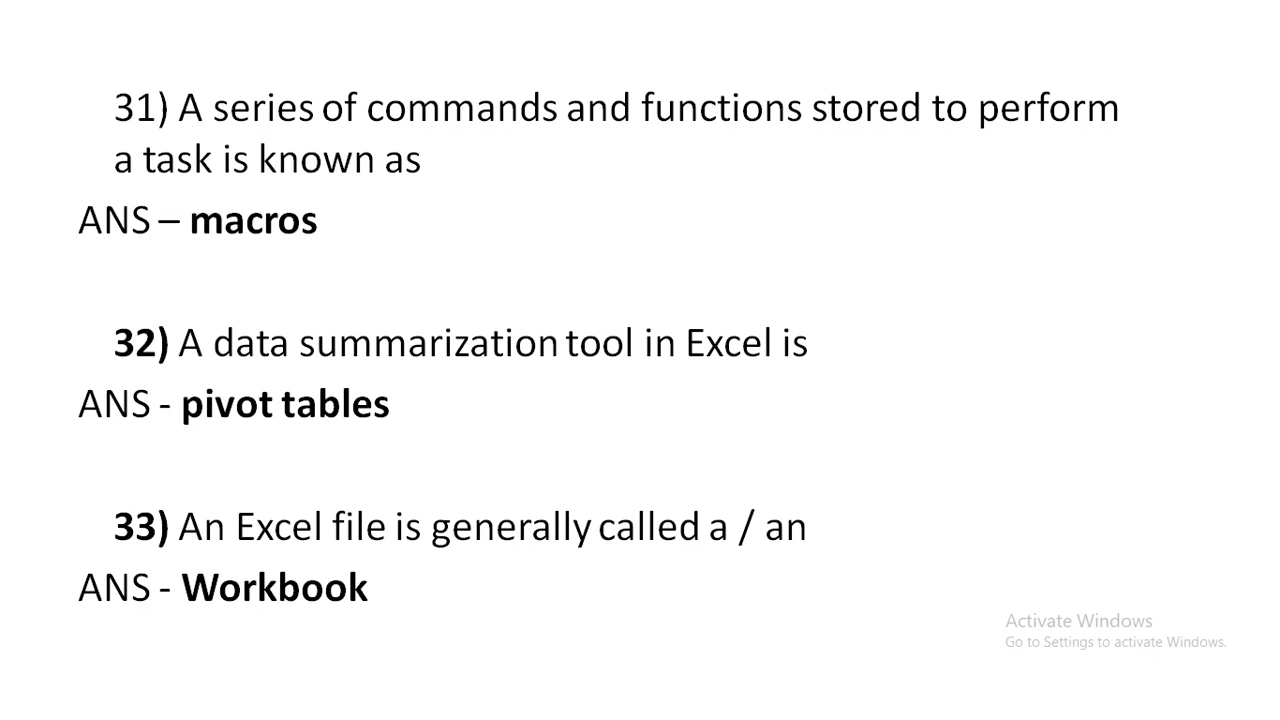 31) A series of commands and functions stored to perform
a task is known as
ANS – macros
32) A data summarization tool in Excel is
ANS - pivot tables
33) An Excel file is generally called a / an
ANS - Workbook
Activate Windows
Go to Settings to activate Windows.